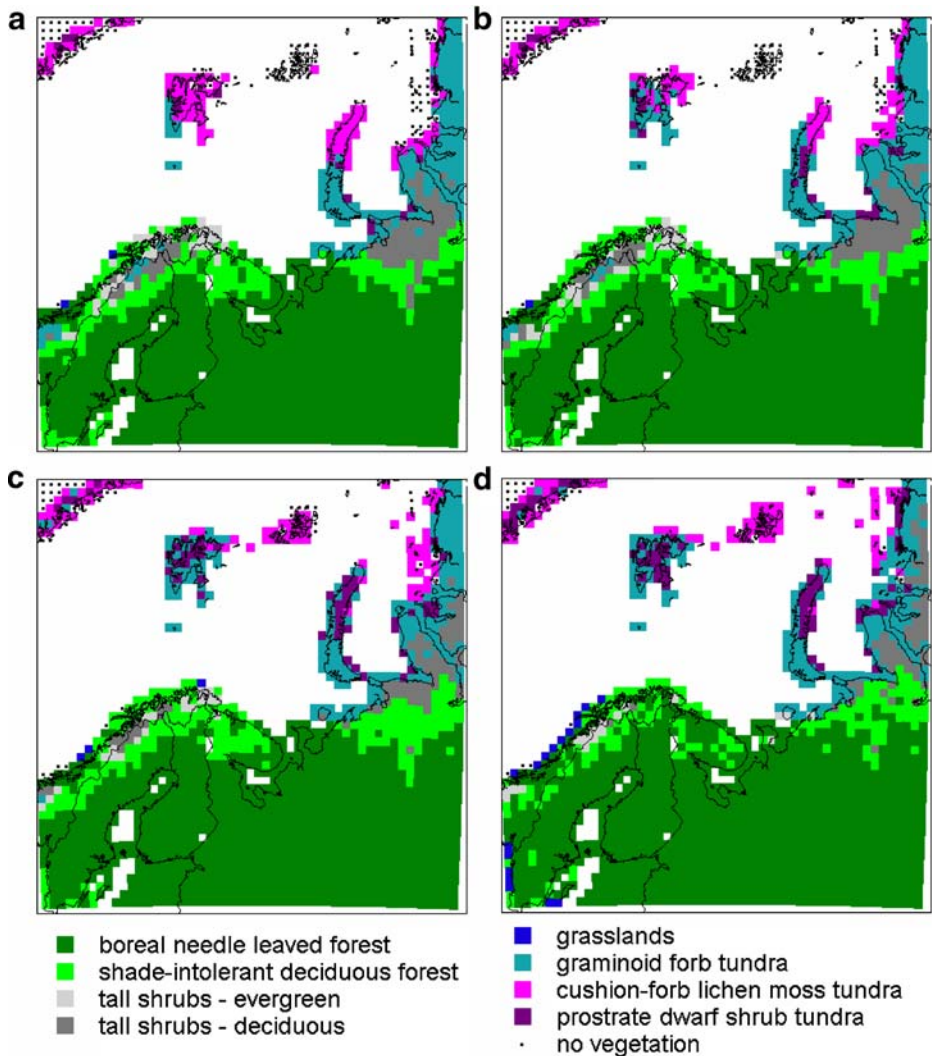 a
b
c
d
boreal needle leaved forest
shade-intolerant deciduous forest
tall shrubs - evergreen
tall shrubs - deciduous
grasslands
graminoid forb tundra
cushion-forb lichen moss tundra
prostrate dwarf shrub tundra
no vegetation